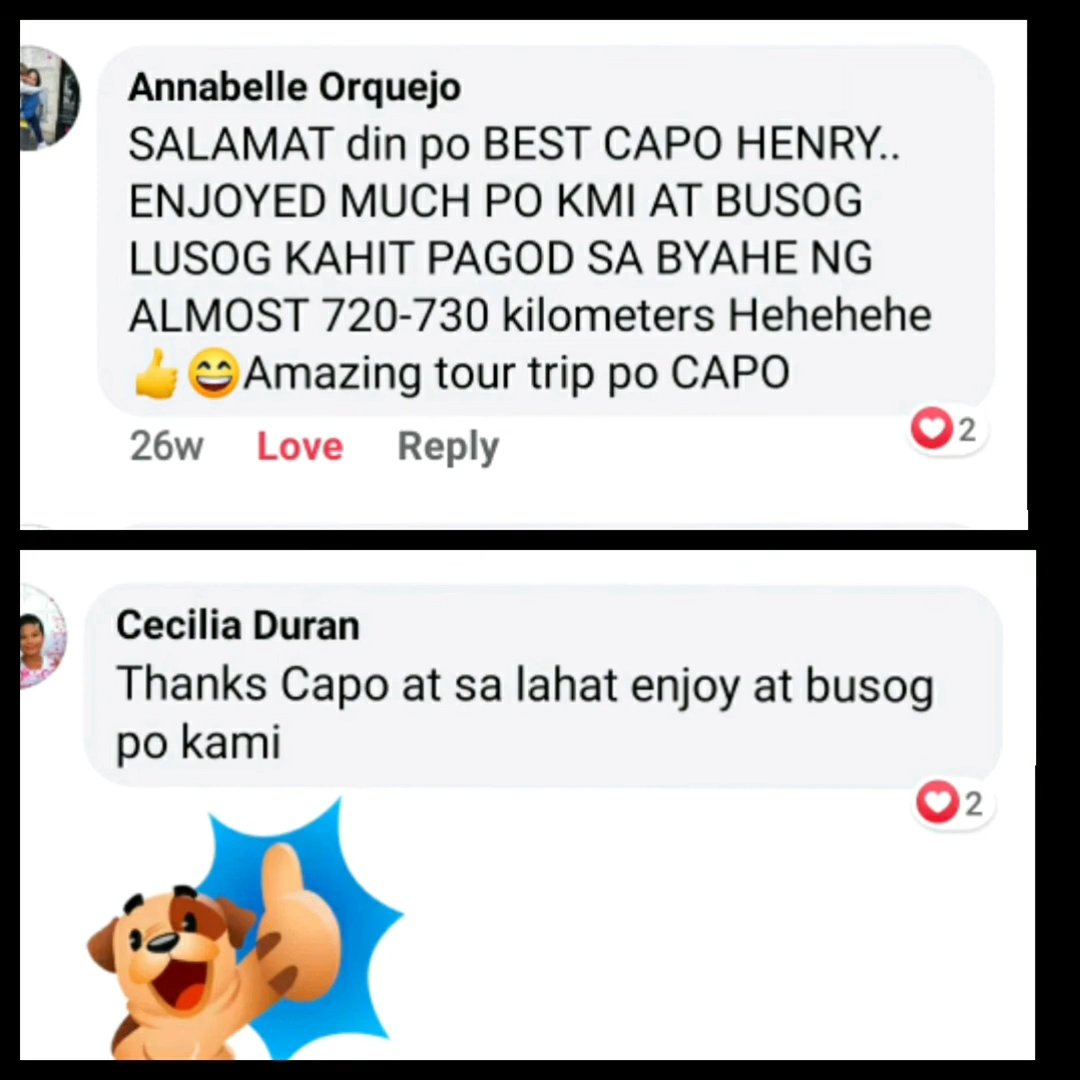 Annabelle Orquejo
SALAMAT din po BEST CAPO HENRY..
ENJOYED MUCH PO KMI AT BUSOG
LUSOG KAHIT PAGOD SA BYAHE NG
ALMOST 720-730 kilometers Hehehehe
👍😄Amazing tour trip po CAPO
26w Love Reply 2
Cecilia Duran
Thanks Capo at sa lahat enjoy at busog
po kami
2